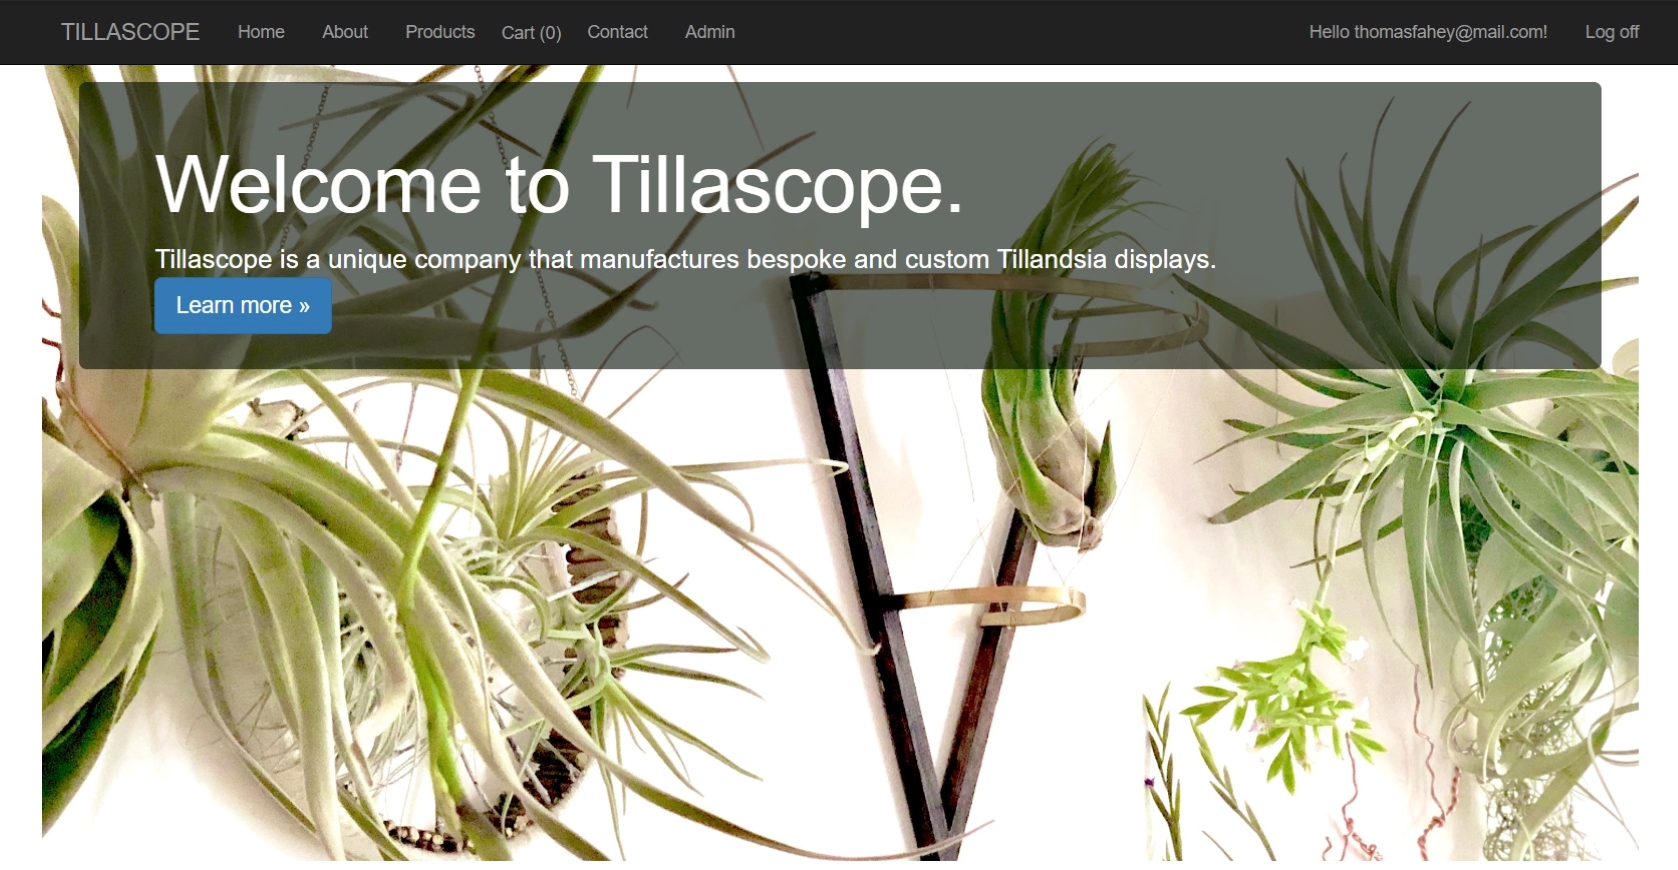 TILLASCOPE Home About Products Cart (0) Contact Admin Hello thomasfahey@mail.com! Log off
Welcome to Tillascope.
Tillascope is a unique company that manufactures bespoke and custom Tillandsia displays.
Learn more »